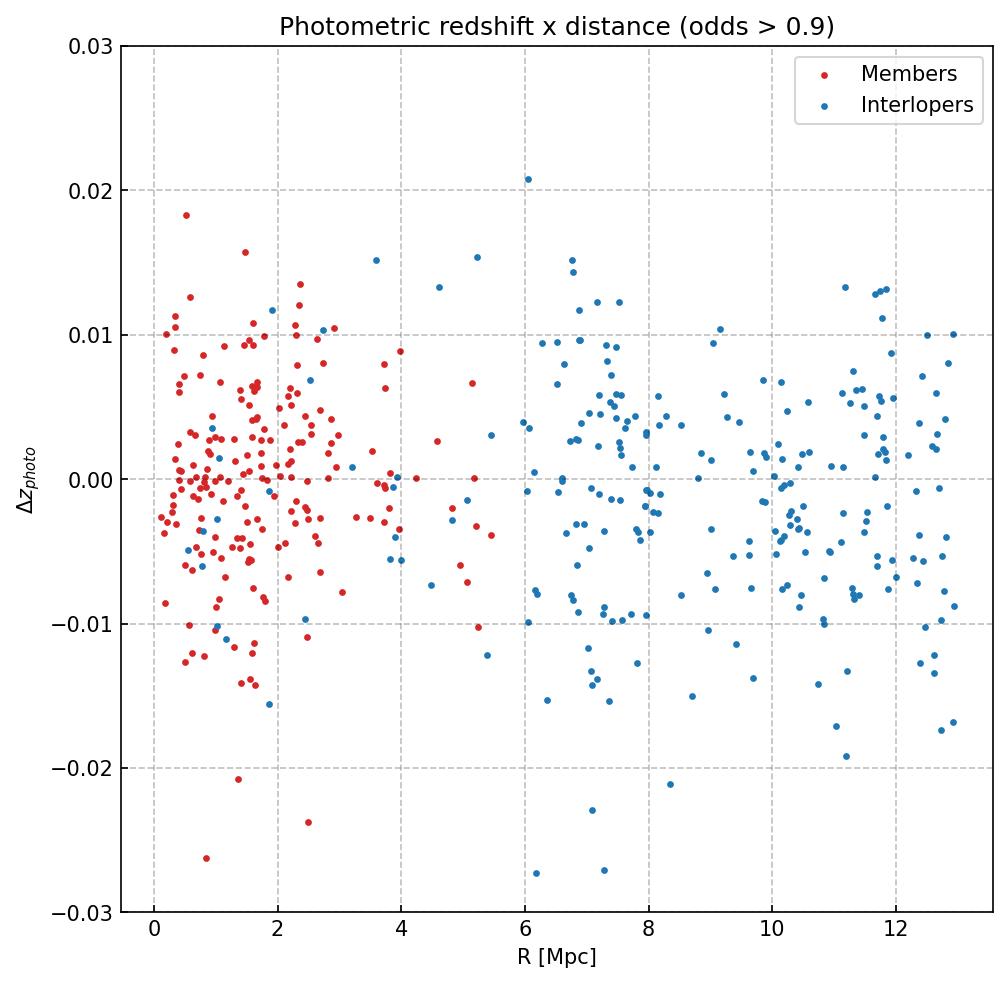 Photometric redshift x distance (odds > 0.9)
Members
Interlopers
0.03
0.02
0.01
0.00
−0.01
−0.02
−0.03
Δz_photo
0 2 4 6 8 10 12
R [Mpc]